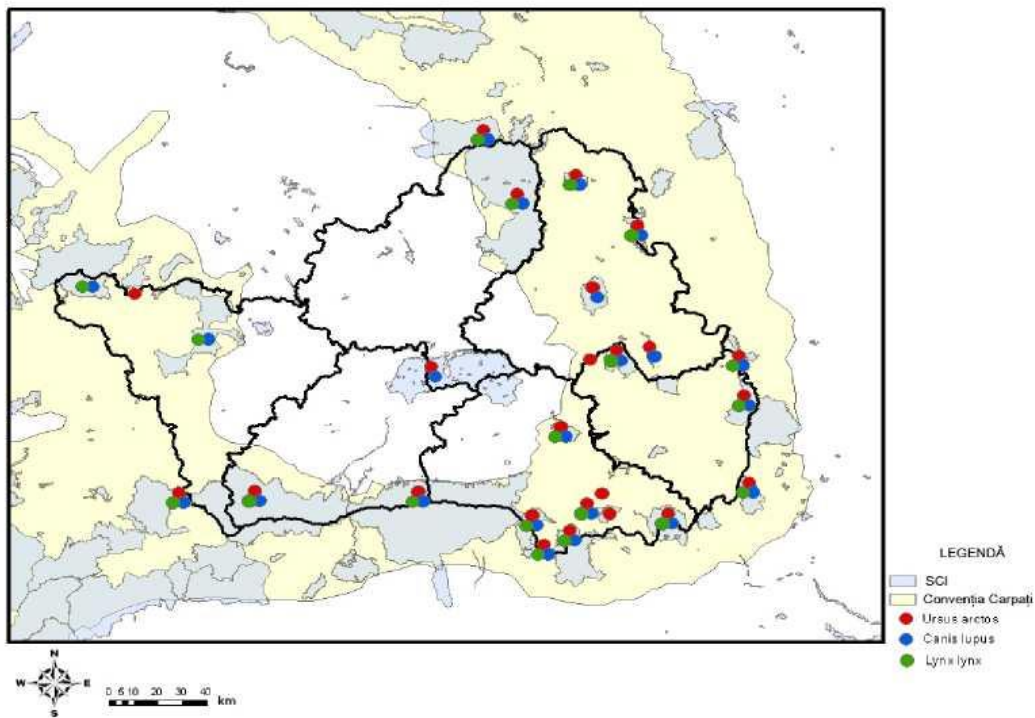 LEGENDĂ
SCI
Convenția Carpați
Ursus arctos
Canis lupus
Lynx lynx
N
W E
S
0 5 10 20 30 40 km